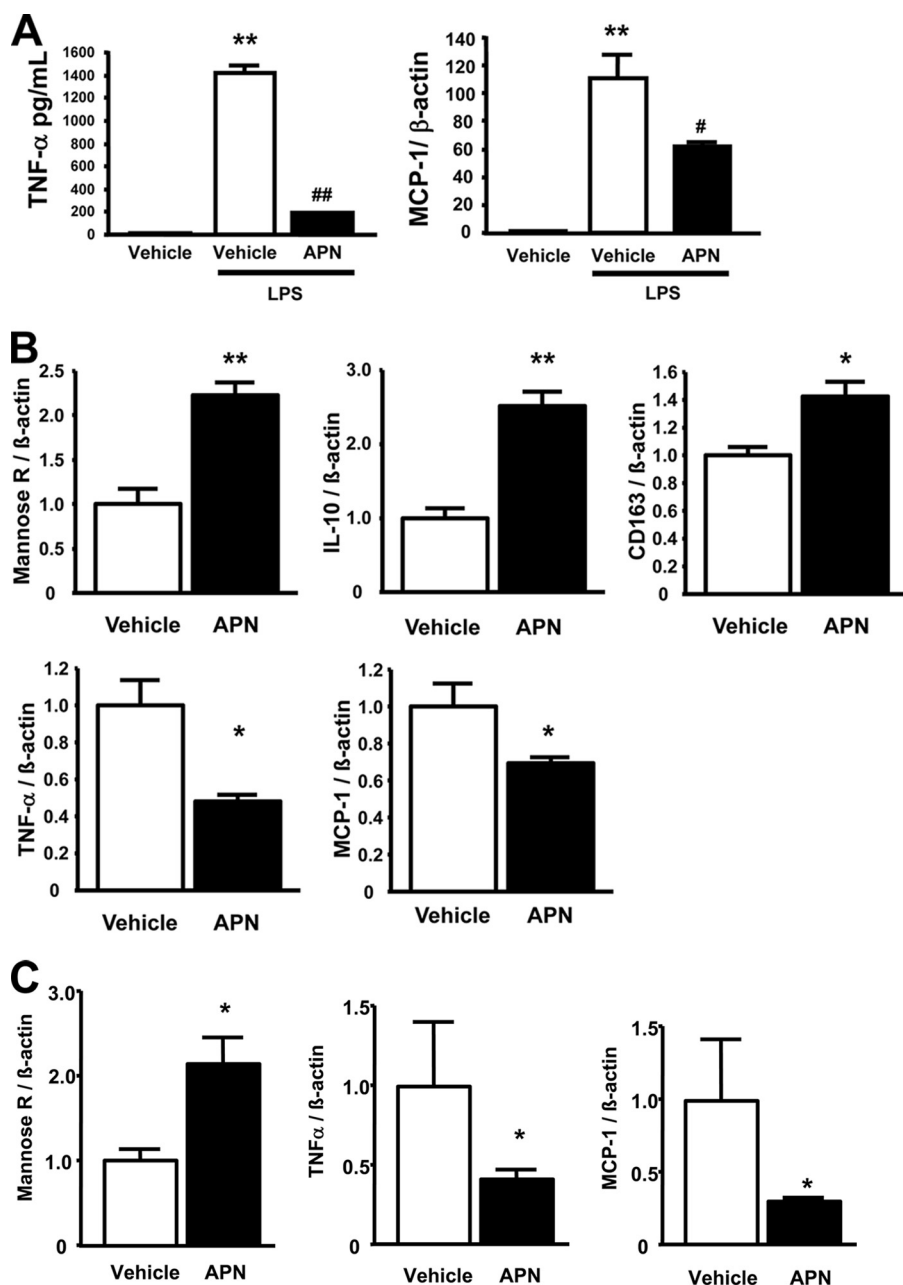 A
TNF-α pg/mL
1600
1400
1200
1000
800
600
400
200
0
**
##
Vehicle Vehicle APN
LPS
MCP-1/ β-actin
140
120
100
80
60
40
20
0
**
#
Vehicle Vehicle APN
LPS
B
Mannose R / ß-actin
2.5
2.0
1.5
1.0
0.5
0
**
Vehicle APN
IL-10 / ß-actin
3.0
2.0
1.0
0
**
Vehicle APN
CD163 / ß-actin
1.6
1.4
1.2
1.0
0.8
0.6
0.4
0.2
0
*
Vehicle APN
TNF-α / ß-actin
1.2
1.0
0.8
0.6
0.4
0.2
0
*
Vehicle APN
MCP-1 / ß-actin
1.2
1.0
0.8
0.6
0.4
0.2
0
*
Vehicle APN
C
Mannose R / ß-actin
3.0
2.0
1.0
0
*
Vehicle APN
TNFα / ß-actin
1.5
1.0
0.5
0
*
Vehicle APN
MCP-1 / ß-actin
1.5
1.0
0.5
0
*
Vehicle APN